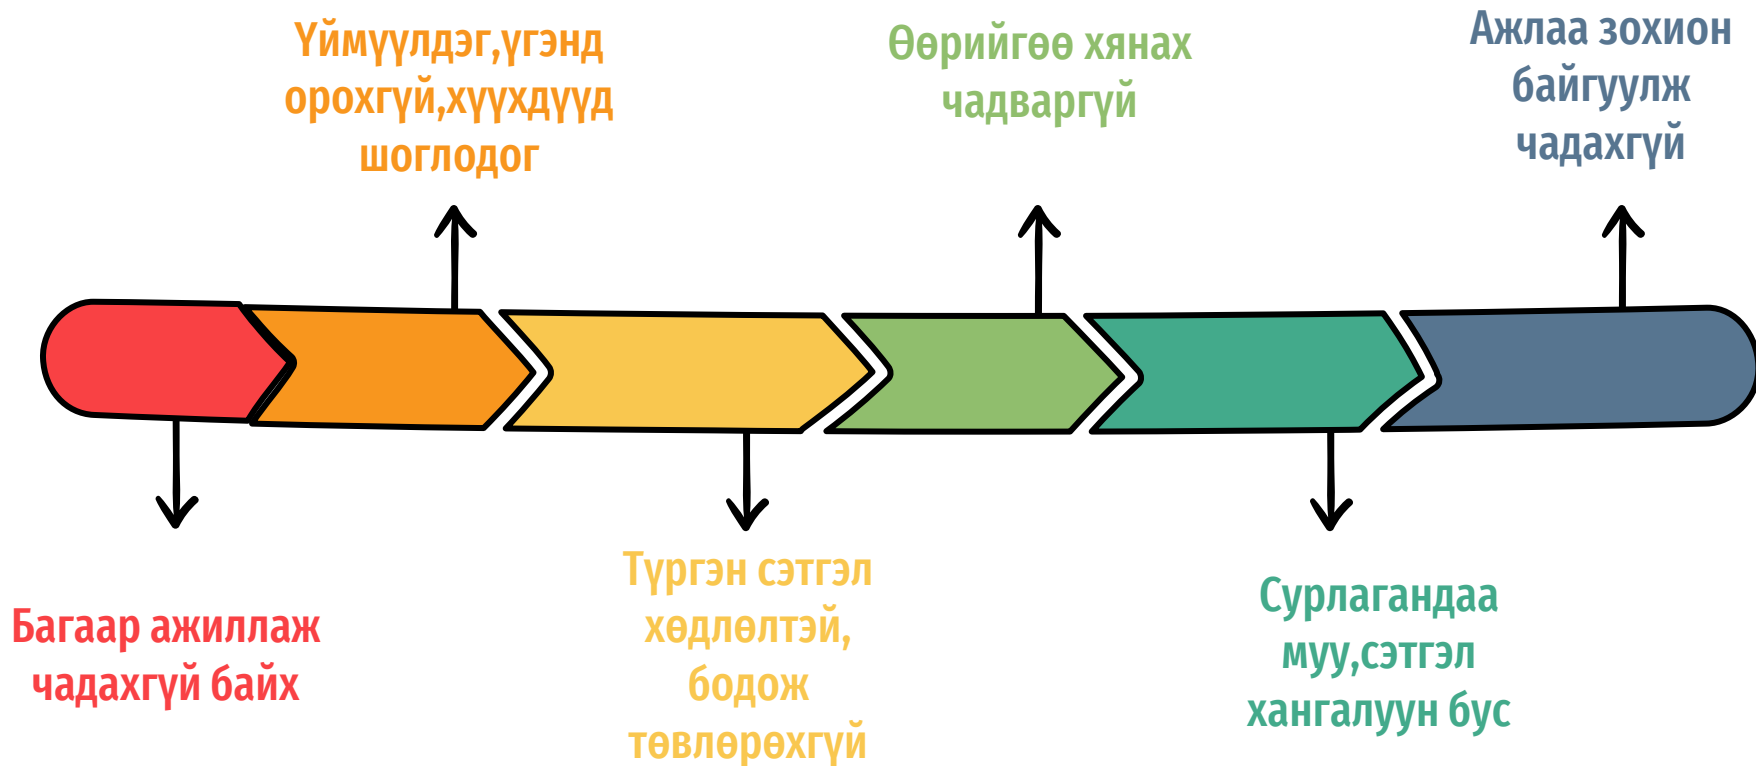 Үймүүлдэг,үгэнд
орохгүй,хүүхдүүд
шоглодог
Өөрийгөө хянах
чадваргүй
Ажлаа зохион
байгуулж
чадахгүй
Багаар ажиллаж
чадахгүй байх
Түргэн сэтгэл
хөдлөлтэй,
бодож
төвлөрөхгүй
Сурлагандаа
муу,сэтгэл
хангалуун бус